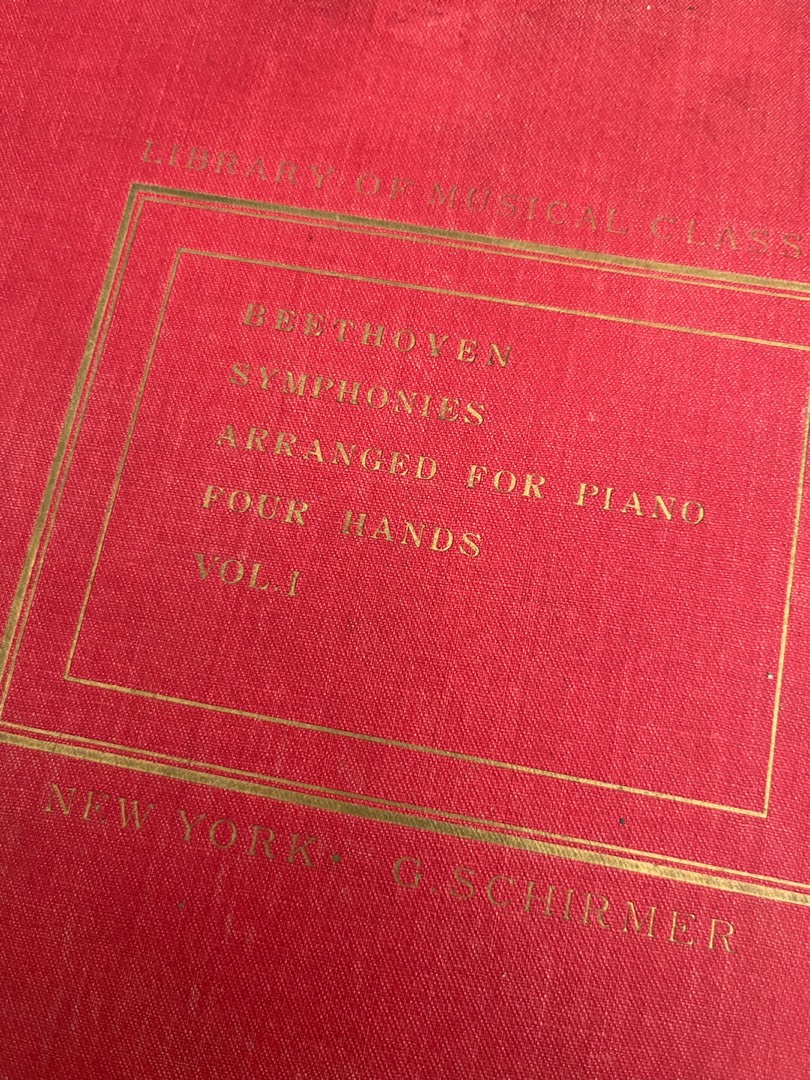 LIBRARY OF MUSICAL CLASS
BEETHOVEN
SYMPHONIES
ARRANGED FOR PIANO
FOUR HANDS
VOL. I
NEW YORK · G. SCHIRMER